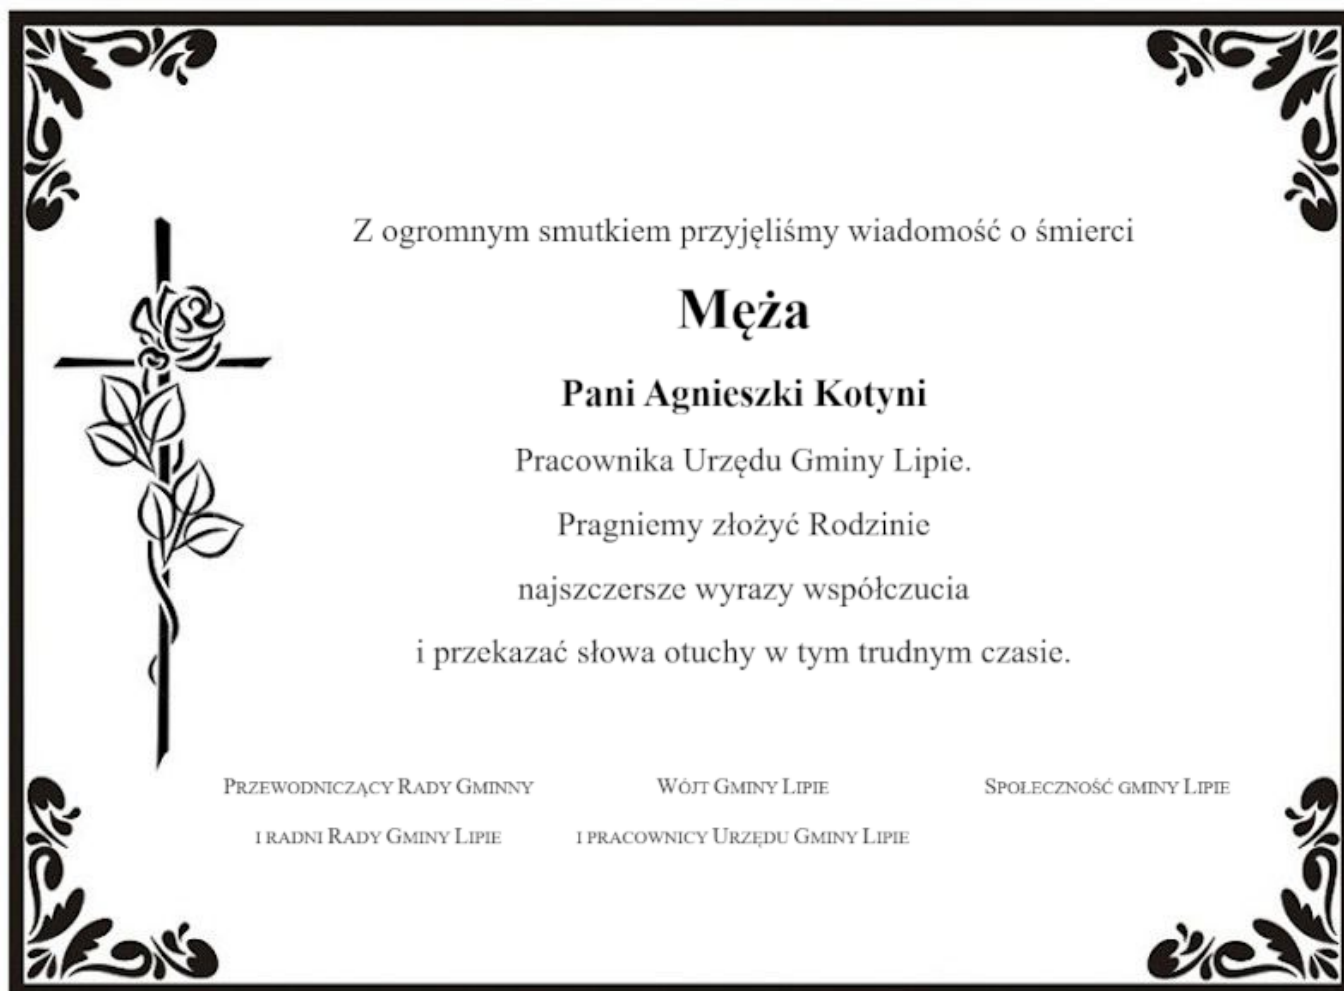 Z ogromnym smutkiem przyjęliśmy wiadomość o śmierci
Męża
Pani Agnieszki Kotyni
Pracownika Urzędu Gminy Lipie.
Pragniemy złożyć Rodzinie
najszczersze wyrazy współczucia
i przekazać słowa otuchy w tym trudnym czasie.
PRZEWODNICZĄCY RADY GMINNY
I RADNI RADY GMINY LIPIE
WÓJT GMINY LIPIE
I PRACOWNICY URZĘDU GMINY LIPIE
SPOŁECZNOŚĆ GMINY LIPIE